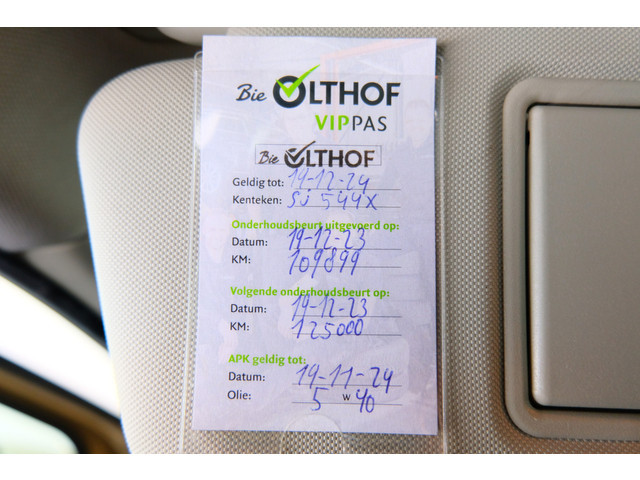 Bie OLTHOF
VIPPAS
Bie OLTHOF
Geldig tot: 19-12-24
Kenteken: SJ 544X
Onderhoudsbeurt uitgevoerd op:
Datum: 19-12-23
KM: 109899
Volgende onderhoudsbeurt op:
Datum: 19-12-23
KM: 125000
APK geldig tot:
Datum: 19-11-24
Olie: 5 W 40